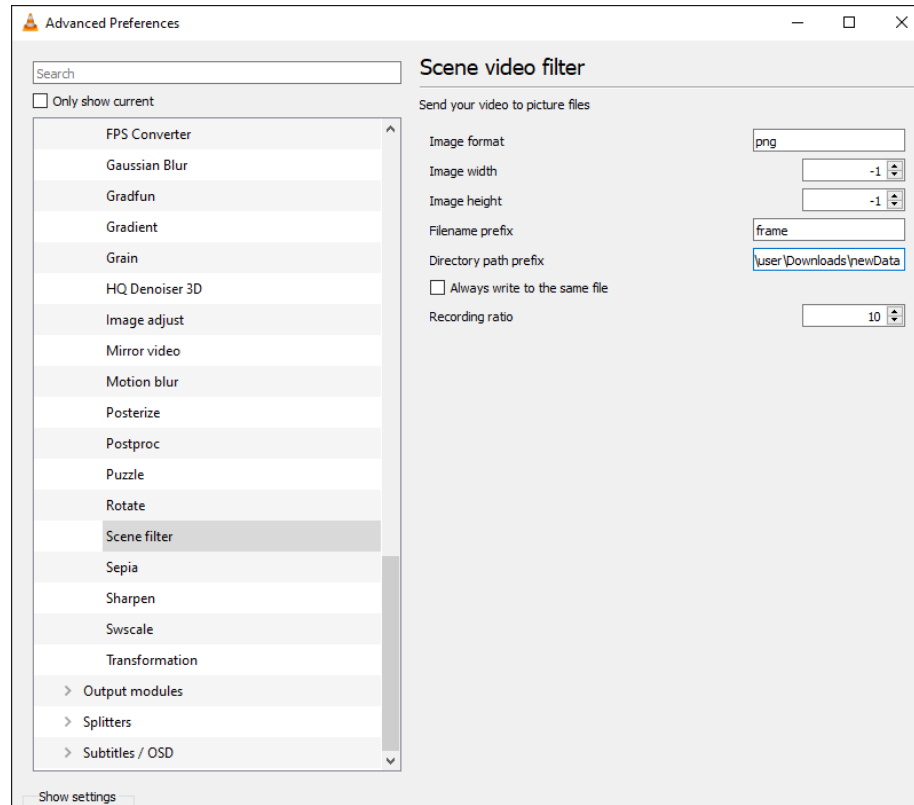 Advanced Preferences
Search
Only show current
FPS Converter
Gaussian Blur
Gradfun
Gradient
Grain
HQ Denoiser 3D
Image adjust
Mirror video
Motion blur
Posterize
Postproc
Puzzle
Rotate
Scene filter
Sepia
Sharpen
Swscale
Transformation
Output modules
Splitters
Subtitles / OSD
Show settings
Scene video filter
Send your video to picture files
Image format png
Image width -1
Image height -1
Filename prefix frame
Directory path prefix \user\Downloads\newData
Always write to the same file
Recording ratio 10